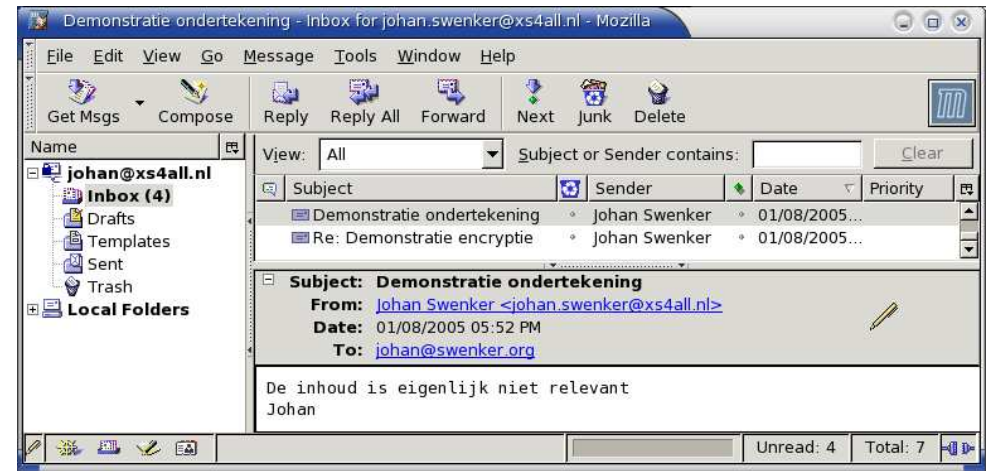 Demonstratie ondertekening - Inbox for johan.swenker@xs4all.nl - Mozilla
File Edit View Go Message Tools Window Help
Get Msgs Compose Reply Reply All Forward Next Junk Delete
Name
View: All Subject or Sender contains: Clear
johan@xs4all.nl
Inbox (4)
Drafts
Templates
Sent
Trash
Local Folders
Subject Sender Date Priority
Demonstratie ondertekening Johan Swenker 01/08/2005...
Re: Demonstratie encryptie Johan Swenker 01/08/2005...
Subject: Demonstratie ondertekening
From: Johan Swenker <johan.swenker@xs4all.nl>
Date: 01/08/2005 05:52 PM
To: johan@swenker.org
De inhoud is eigenlijk niet relevant
Johan
Unread: 4 Total: 7